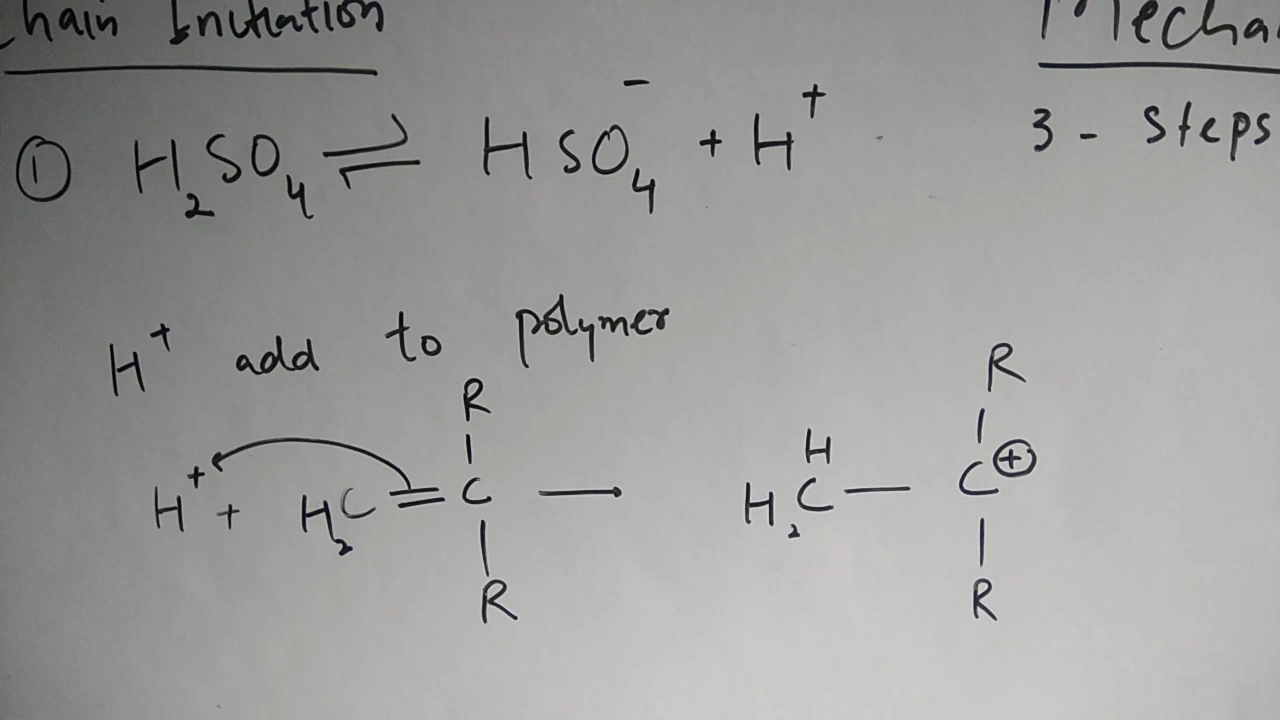 Chain Initiation
Mecha
3 - Steps
① H₂SO₄ ⇌ HSO₄⁻ + H⁺
H⁺ add to polymer
R
|
H⁺ + H₂C = C ⟶
|
R
R
|
H
H₂C — C⊕
|
R